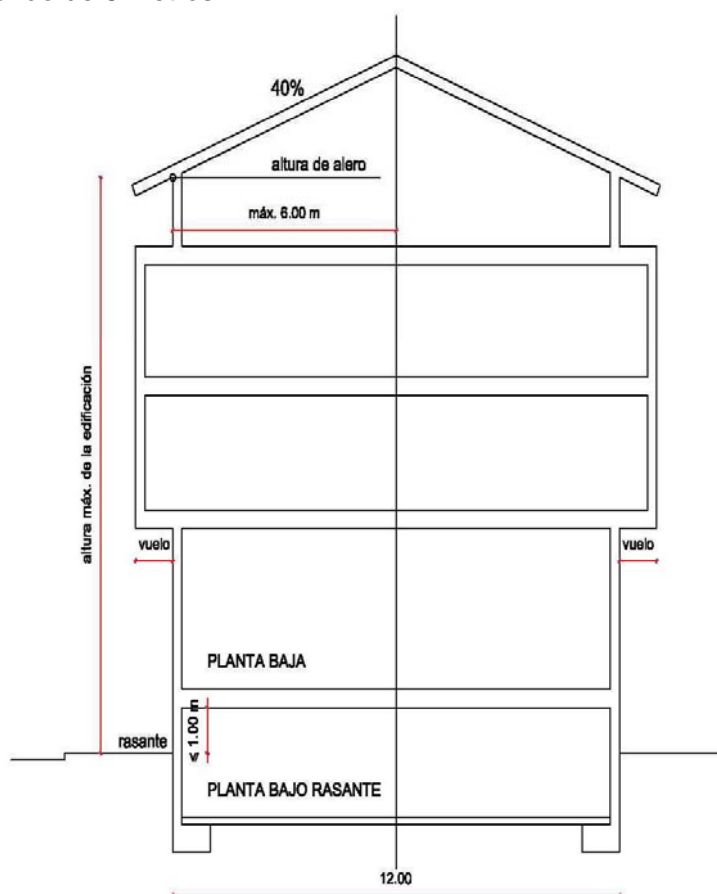 40%
altura de alero
máx. 6.00 m
altura máx. de la edificación
vuelo
vuelo
PLANTA BAJA
≤ 1.00 m
rasante
PLANTA BAJO RASANTE
12.00